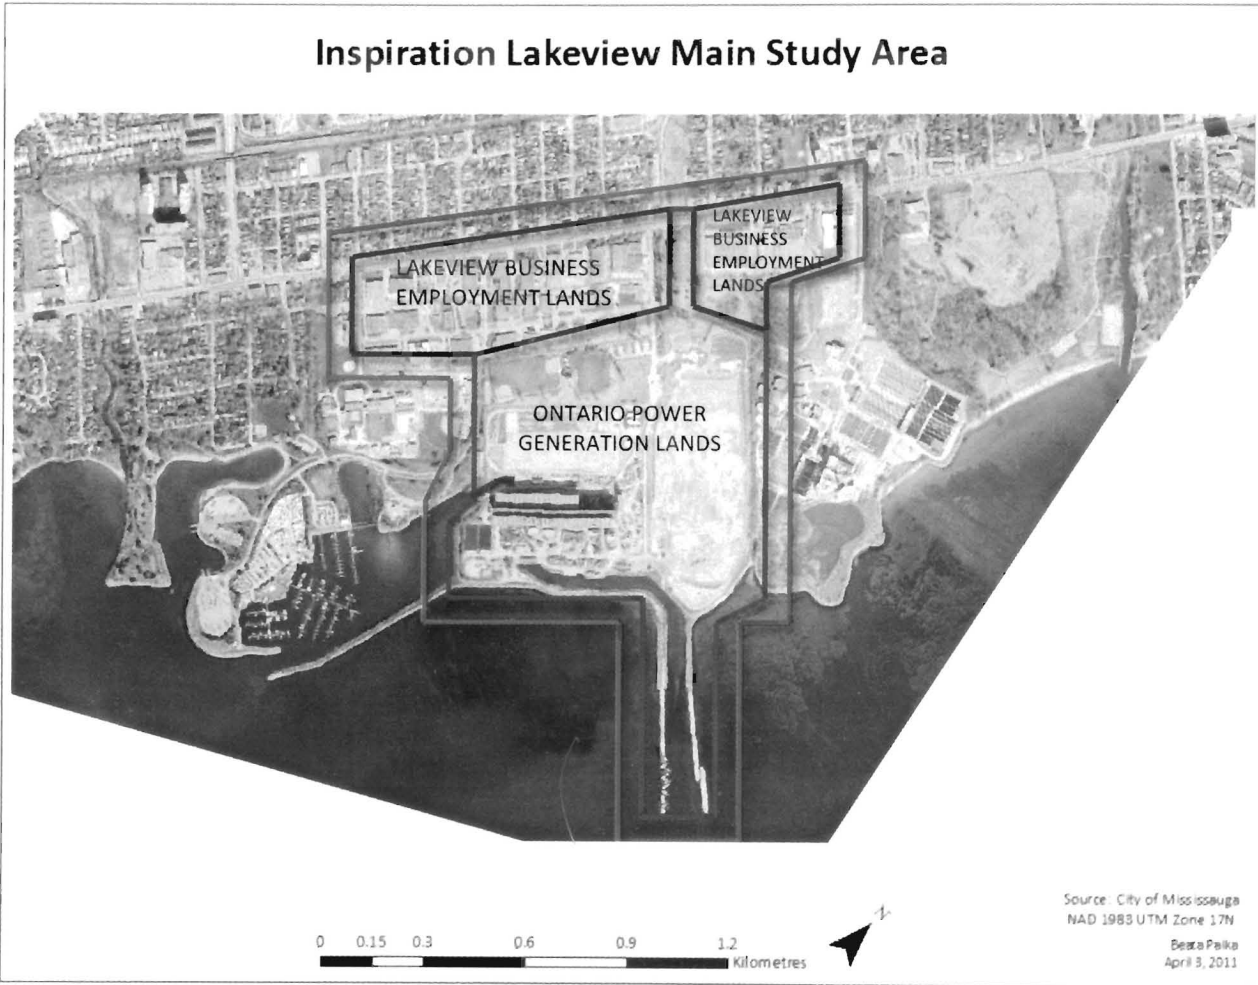 Inspiration Lakeview Main Study Area
LAKEVIEW BUSINESS
EMPLOYMENT LANDS
LAKEVIEW
BUSINESS
EMPLOYMENT
LANDS
ONTARIO POWER
GENERATION LANDS
0 0.15 0.3 0.6 0.9 1.2
Kilometres
N
Source: City of Mississauga
NAD 1983 UTM Zone 17N
Beata Palka
April 3, 2011